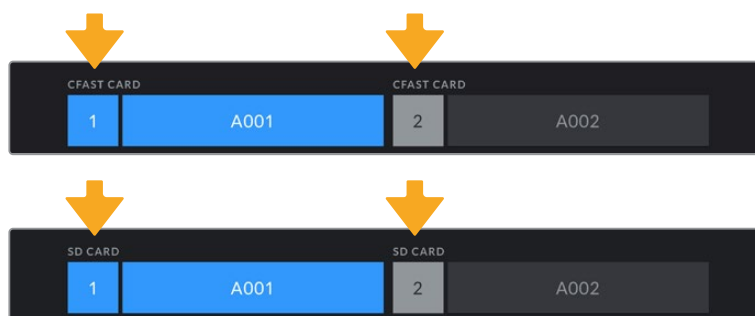 CFAST CARD CFAST CARD
1 A001 2 A002
SD CARD SD CARD
1 A001 2 A002